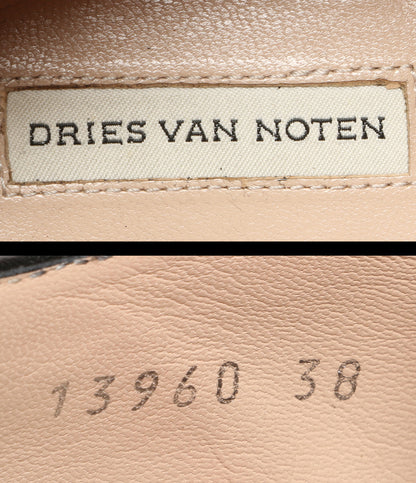 DRIES VAN NOTEN
13960 38